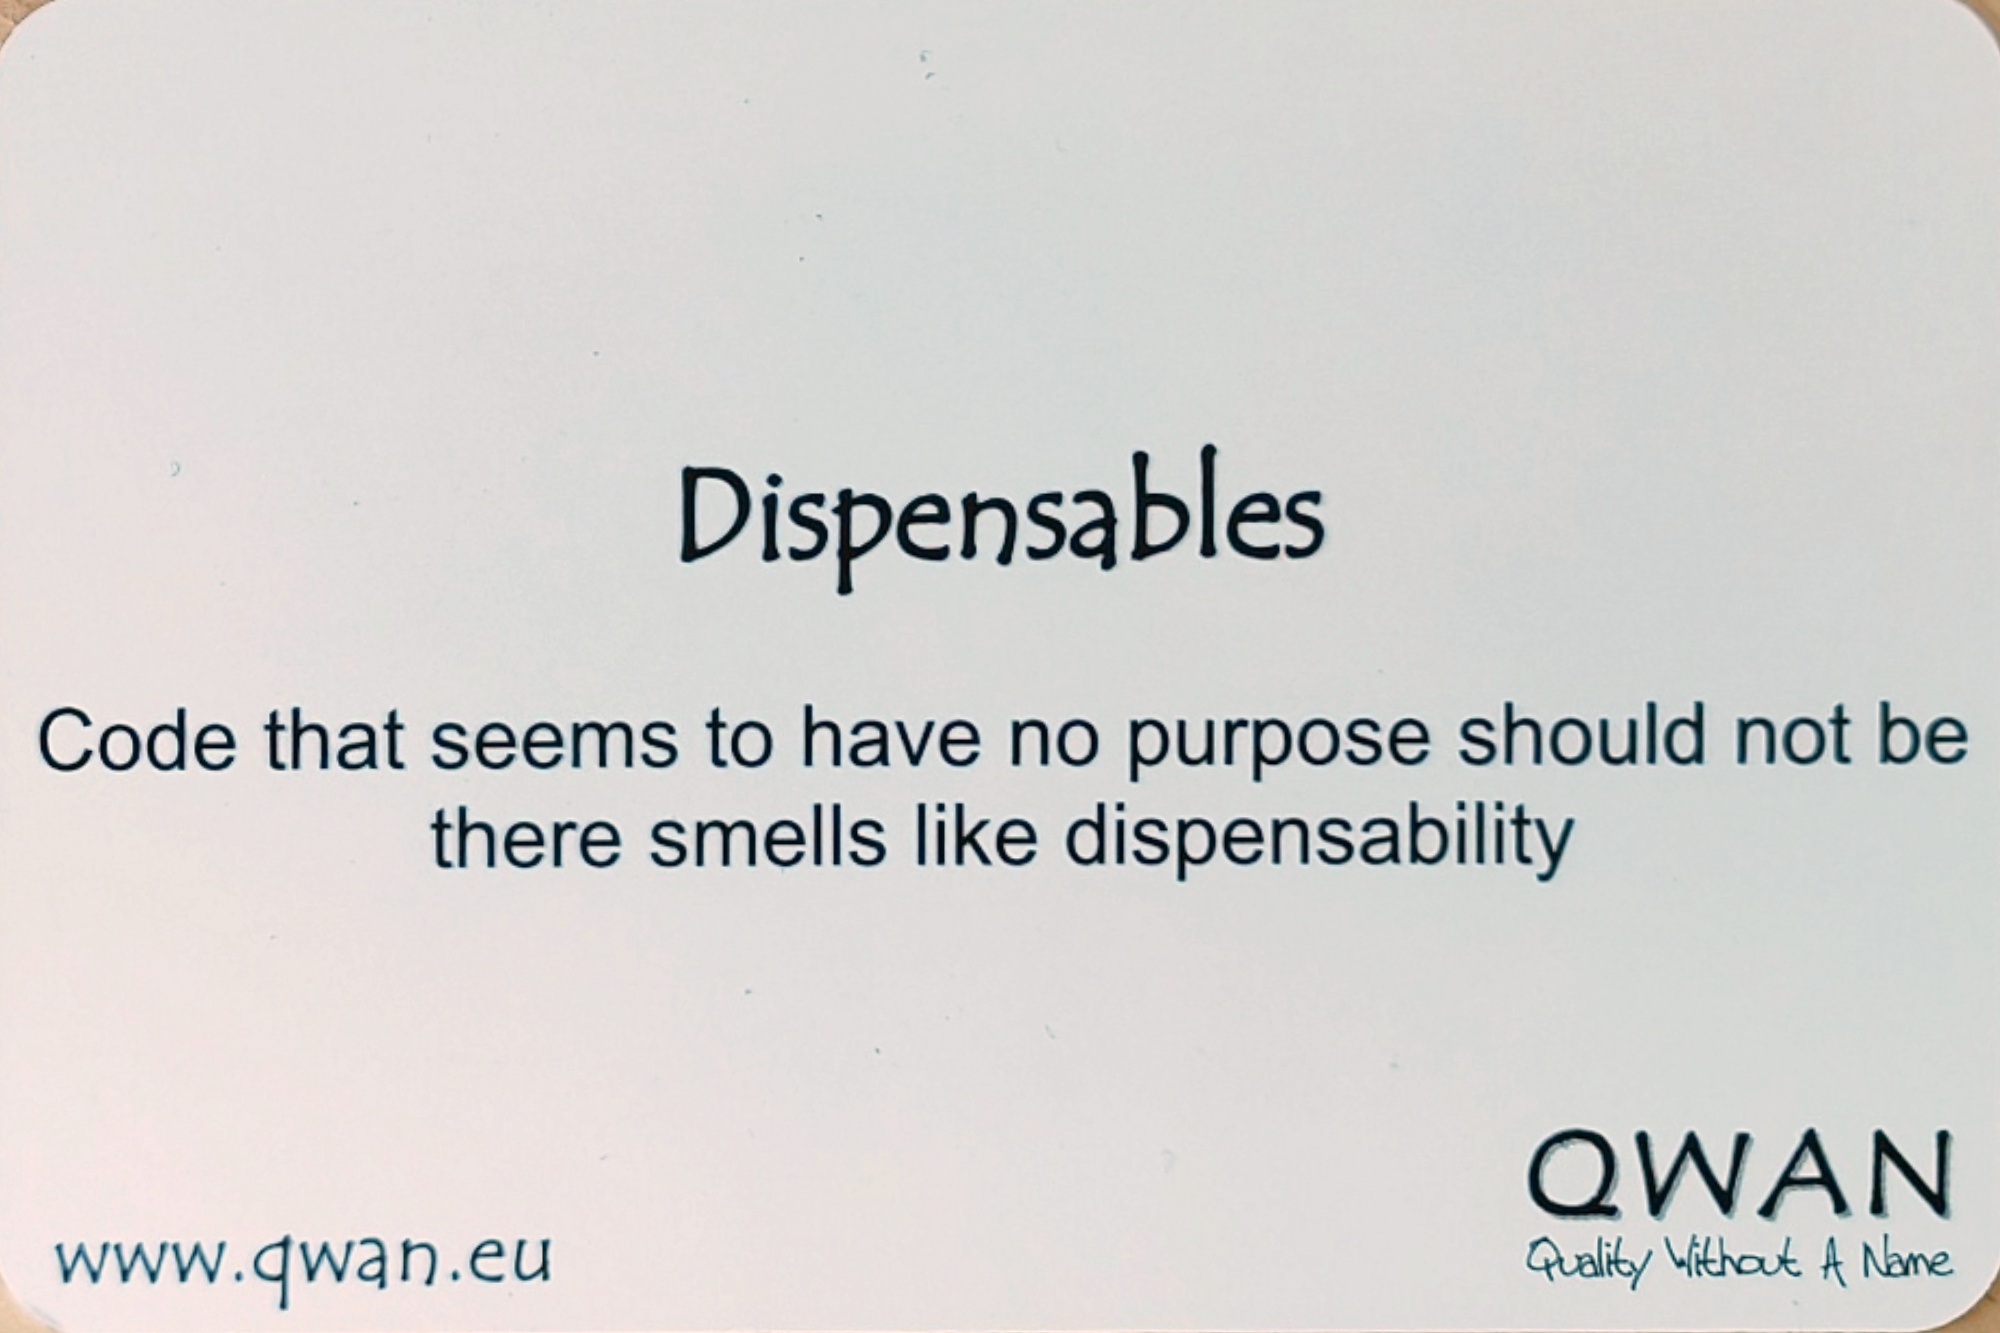 Dispensables
Code that seems to have no purpose should not be
there smells like dispensability
www.qwan.eu
QWAN
Quality Without A Name